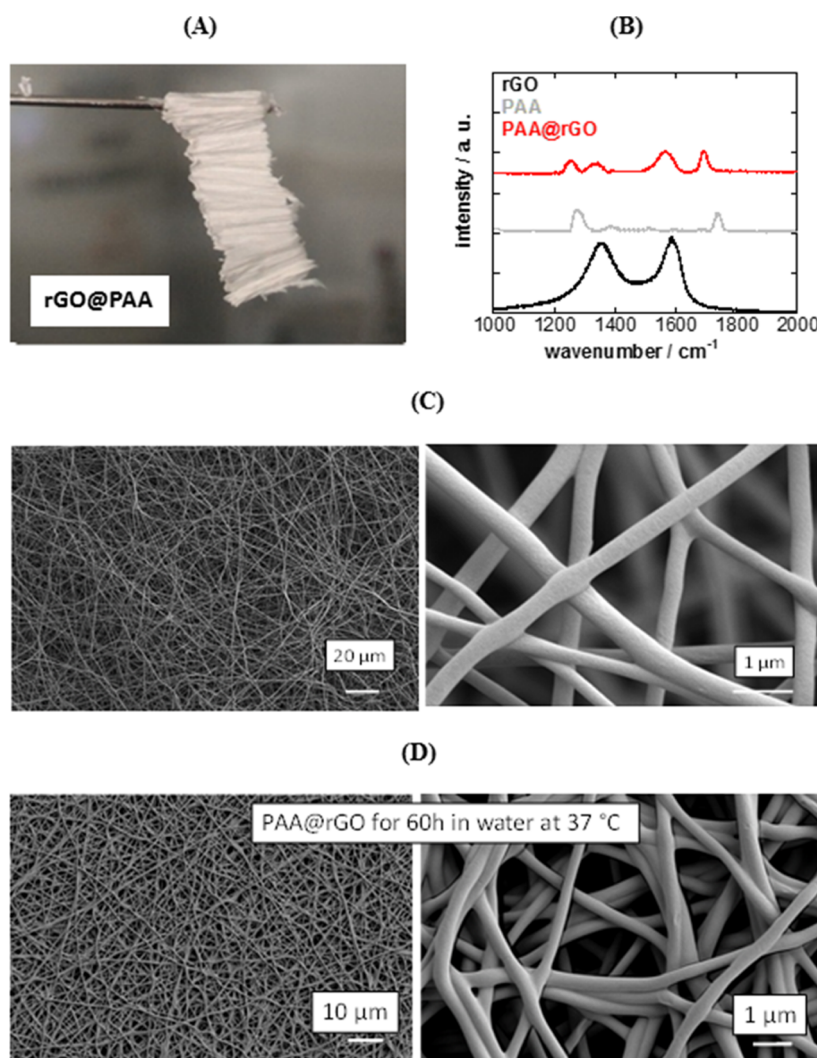 (A)
(B)
rGO@PAA
rGO
PAA
PAA@rGO
intensity / a. u.
1000 1200 1400 1600 1800 2000
wavenumber / cm-1
(C)
20 µm
1 µm
(D)
PAA@rGO for 60h in water at 37 °C
10 µm
1 µm